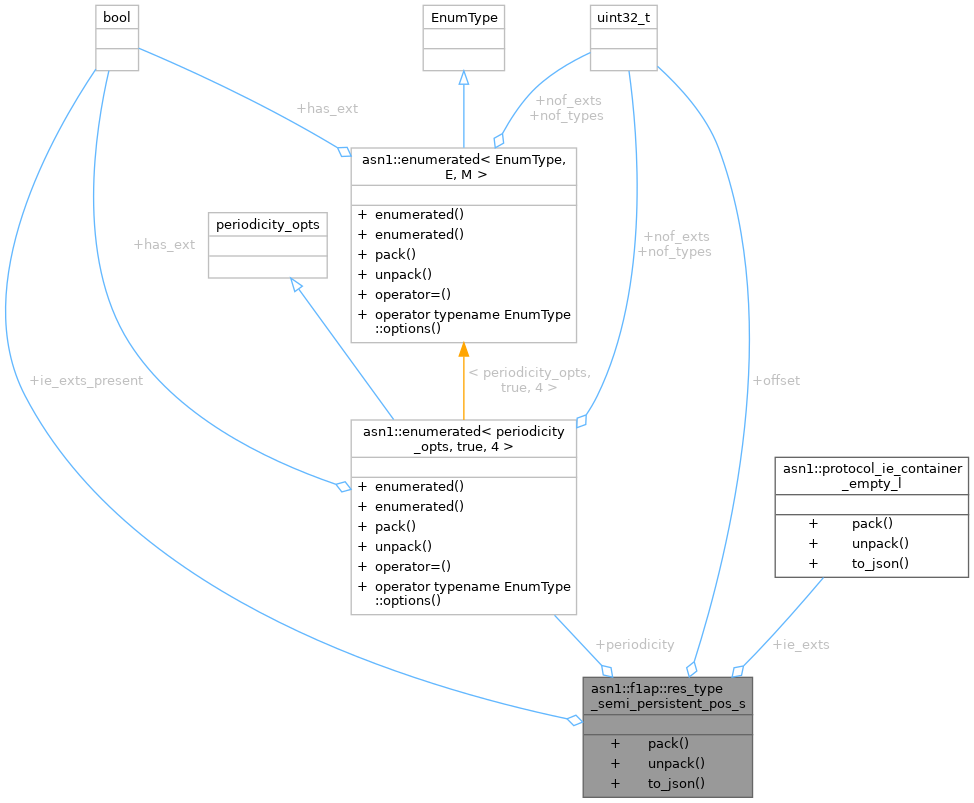 bool
EnumType
uint32_t
+has_ext
+nof_exts
+nof_types
asn1::enumerated< EnumType,
E, M >
+ enumerated()
+ enumerated()
+ pack()
+ unpack()
+ operator=()
+ operator typename EnumType
::options()
periodicity_opts
+has_ext
+nof_exts
+nof_types
+ie_exts_present
< periodicity_opts,
true, 4 >
+offset
asn1::enumerated< periodicity
_opts, true, 4 >
+ enumerated()
+ enumerated()
+ pack()
+ unpack()
+ operator=()
+ operator typename EnumType
::options()
asn1::protocol_ie_container
_empty_l
+ pack()
+ unpack()
+ to_json()
+periodicity
+ie_exts
asn1::f1ap::res_type
_semi_persistent_pos_s
+ pack()
+ unpack()
+ to_json()